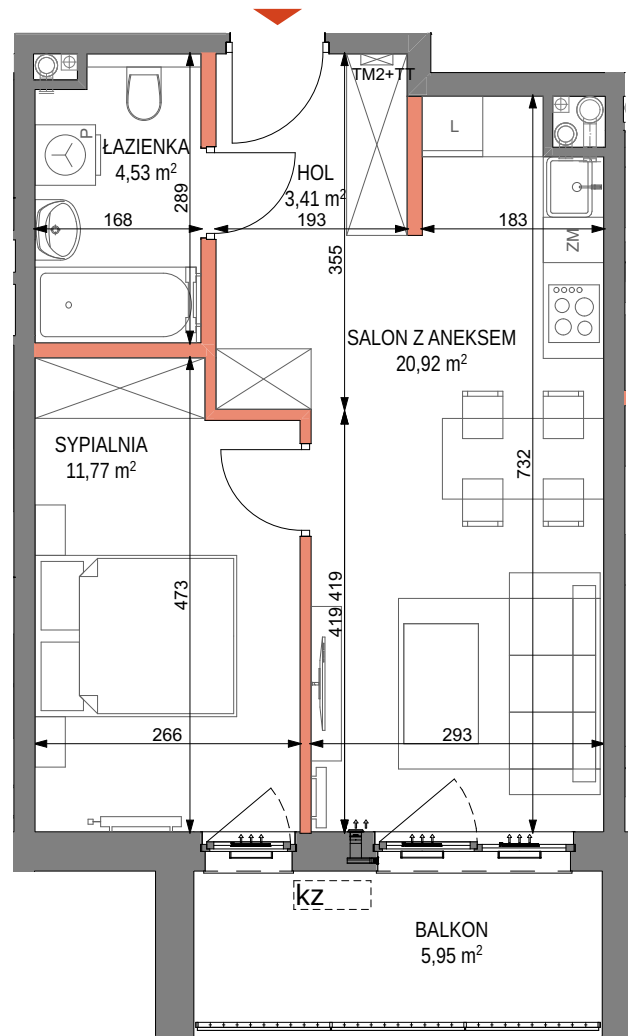 TM2+TT
P
ŁAZIENKA
4,53 m²
289
168
HOL
3,41 m²
193
L
183
ZM
355
SALON Z ANEKSEM
20,92 m²
SYPIALNIA
11,77 m²
732
473
419
419
266
293
kz
BALKON
5,95 m²